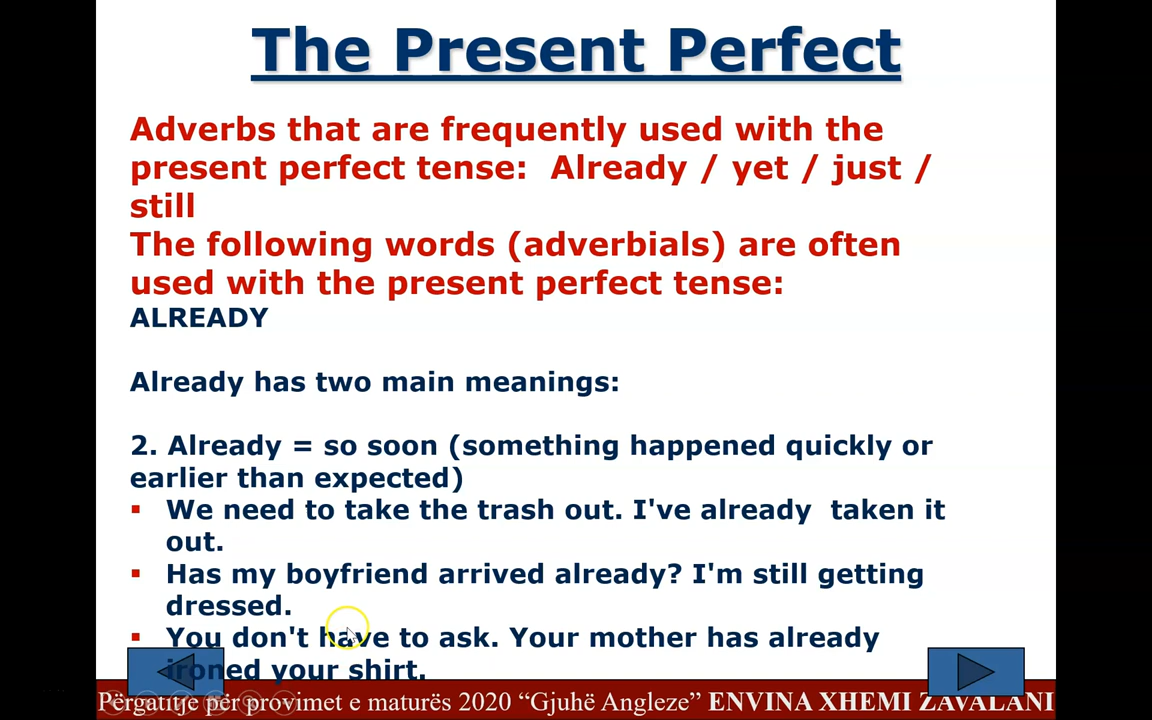 The Present Perfect
Adverbs that are frequently used with the
present perfect tense: Already / yet / just /
still
The following words (adverbials) are often
used with the present perfect tense:
ALREADY
Already has two main meanings:
2. Already = so soon (something happened quickly or
earlier than expected)
▪ We need to take the trash out. I've already taken it
out.
▪ Has my boyfriend arrived already? I'm still getting
dressed.
▪ You don't have to ask. Your mother has already
ironed your shirt.
Përgatitje për provimet e maturës 2020 “Gjuhë Angleze” ENVINA XHEMI ZAVALANI